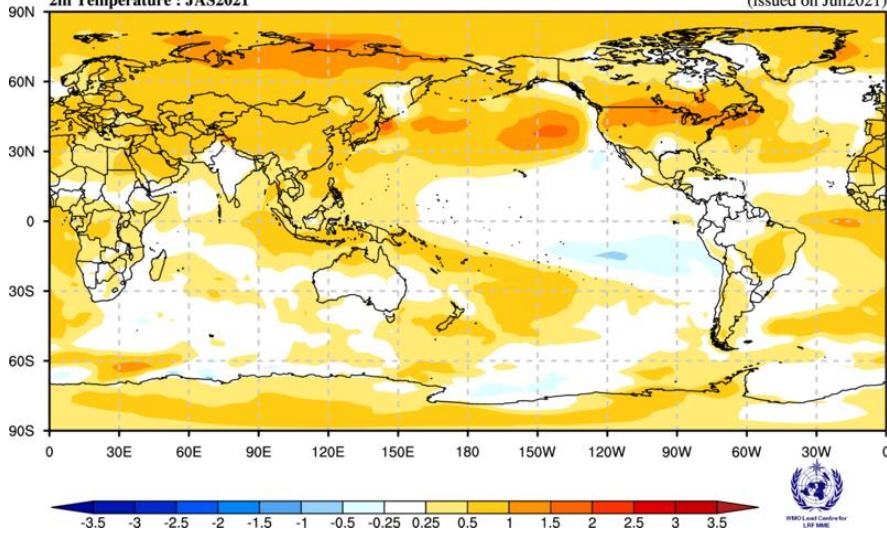 2m Temperature : JAS2021
(issued on Jun2021)
90N
60N
30N
0
30S
60S
90S
0 30E 60E 90E 120E 150E 180 150W 120W 90W 60W 30W 0
-3.5 -3 -2.5 -2 -1.5 -1 -0.5 -0.25 0.25 0.5 1 1.5 2 2.5 3 3.5
WMO Lead Centre for
LRF MME